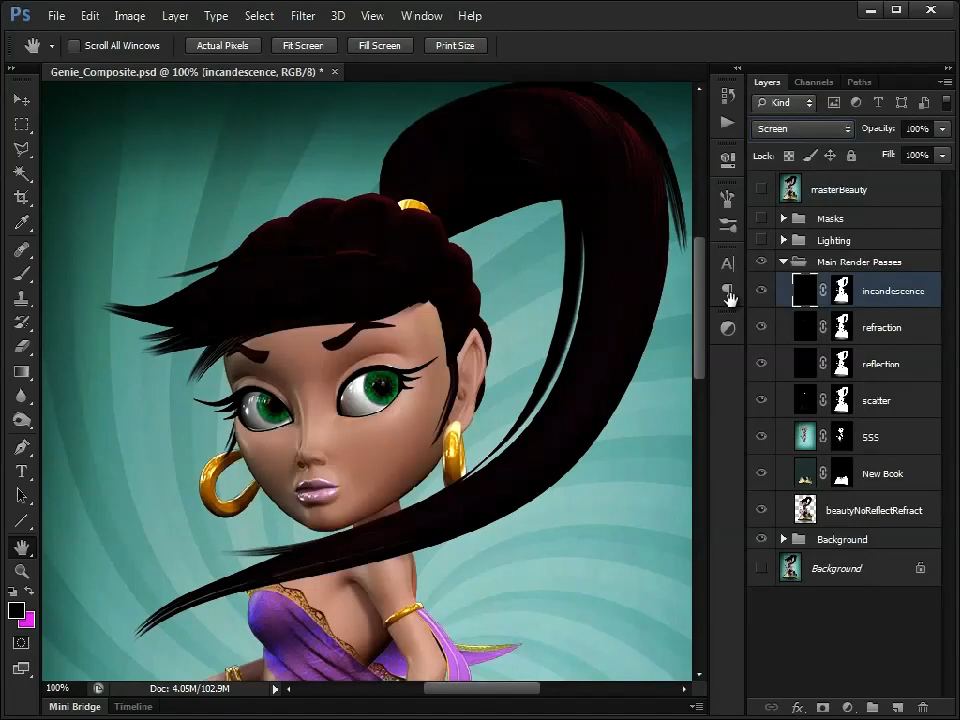 Ps File Edit Image Layer Type Select Filter 3D View Window Help
Scroll All Windows Actual Pixels Fit Screen Fill Screen Print Size
Genie_Composite.psd @ 100% (incandescence, RGB/8) * ×
Layers Channels Paths
Kind
Screen Opacity: 100%
Lock: Fill: 100%
masterBeauty
Masks
Lighting
Main Render Passes
incandescence
refraction
reflection
scatter
SSS
New Book
beautyNoReflectRefract
Background
Background
100% Doc: 4.05M/102.9M
Mini Bridge Timeline